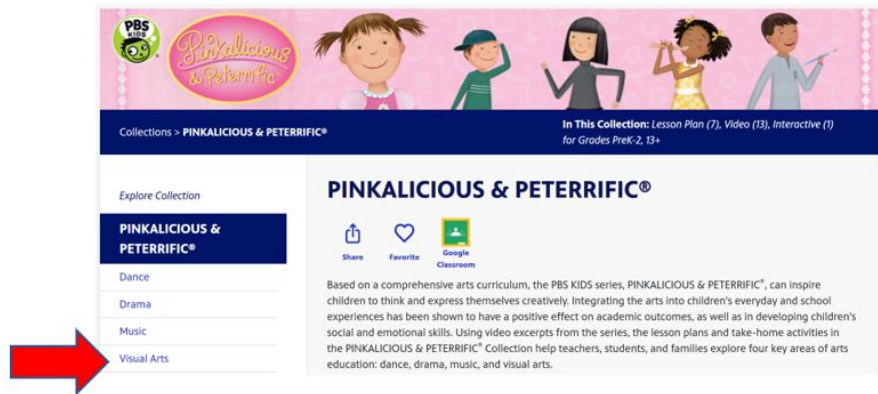 PBS
KIDS
Pinkalicious
& Peterrific
Collections > PINKALICIOUS & PETERRIFIC®
In This Collection: Lesson Plan (7), Video (13), Interactive (1)
for Grades PreK-2, 13+
Explore Collection
PINKALICIOUS &
PETERRIFIC®
Dance
Drama
Music
Visual Arts
PINKALICIOUS & PETERRIFIC®
Share
Favorite
Google
Classroom
Based on a comprehensive arts curriculum, the PBS KIDS series, PINKALICIOUS & PETERRIFIC®, can inspire
children to think and express themselves creatively. Integrating the arts into children's everyday and school
experiences has been shown to have a positive effect on academic outcomes, as well as in developing children's
social and emotional skills. Using video excerpts from the series, the lesson plans and take-home activities in
the PINKALICIOUS & PETERRIFIC® Collection help teachers, students, and families explore four key areas of arts
education: dance, drama, music, and visual arts.